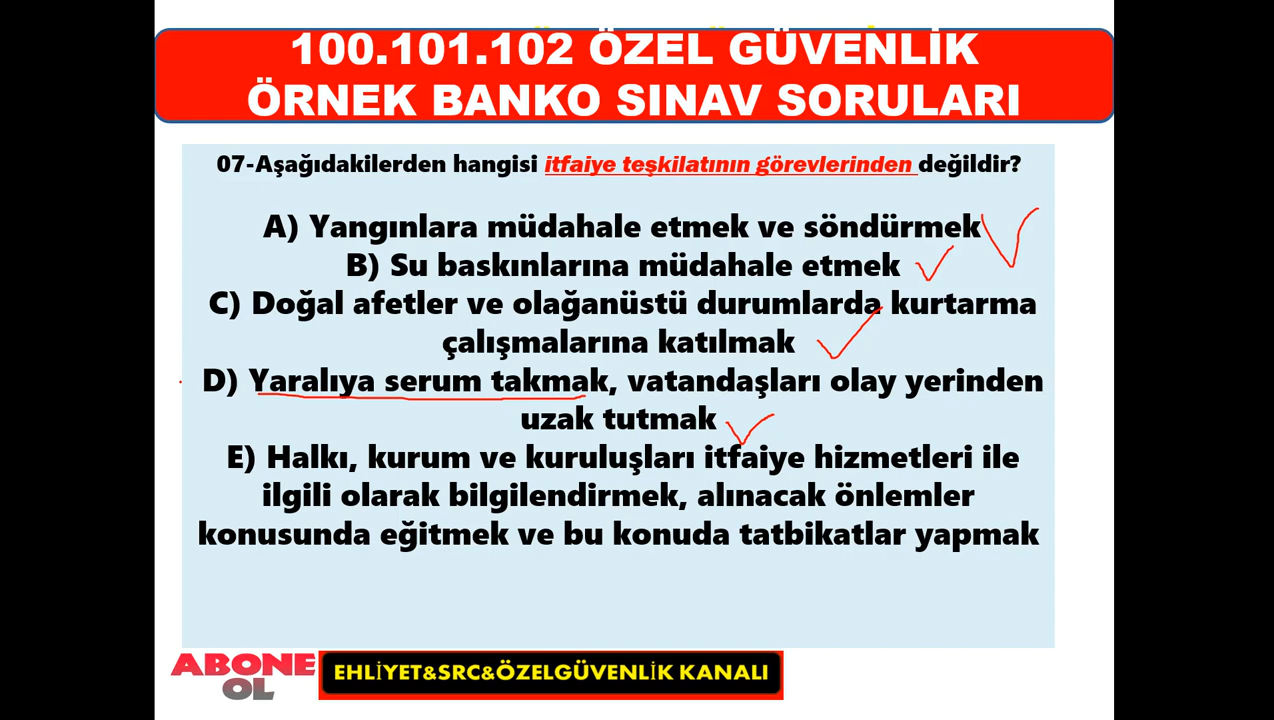 100.101.102 ÖZEL GÜVENLİK
ÖRNEK BANKO SINAV SORULARI
07-Aşağıdakilerden hangisi itfaiye teşkilatının görevlerinden değildir?
A) Yangınlara müdahale etmek ve söndürmek
B) Su baskınlarına müdahale etmek
C) Doğal afetler ve olağanüstü durumlarda kurtarma
çalışmalarına katılmak
D) Yaralıya serum takmak, vatandaşları olay yerinden
uzak tutmak
E) Halkı, kurum ve kuruluşları itfaiye hizmetleri ile
ilgili olarak bilgilendirmek, alınacak önlemler
konusunda eğitmek ve bu konuda tatbikatlar yapmak
ABONE
OL
EHLİYET&SRC&ÖZELGÜVENLİK KANALI